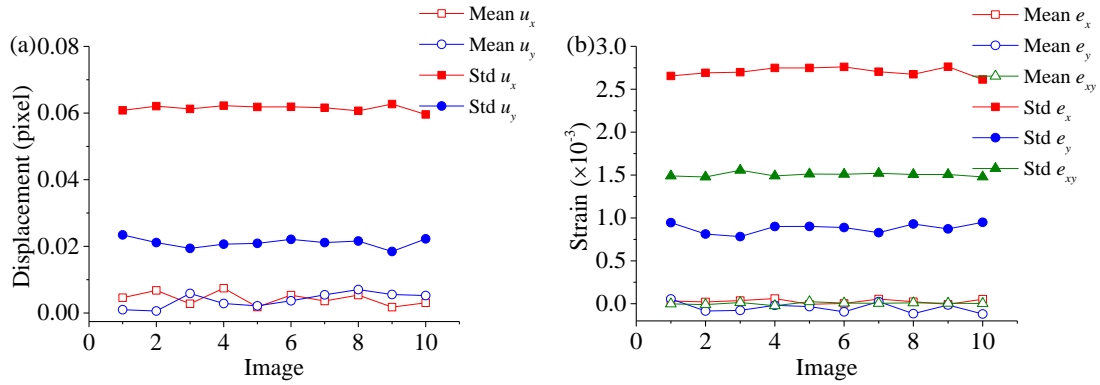 (a)
0.08
0.06
0.04
0.02
0.00
Displacement (pixel)
0 2 4 6 8 10
Image
Mean u_x
Mean u_y
Std u_x
Std u_y
(b)
3.0
2.5
2.0
1.5
1.0
0.5
0.0
Strain (×10⁻³)
0 2 4 6 8 10
Image
Mean e_x
Mean e_y
Mean e_xy
Std e_x
Std e_y
Std e_xy